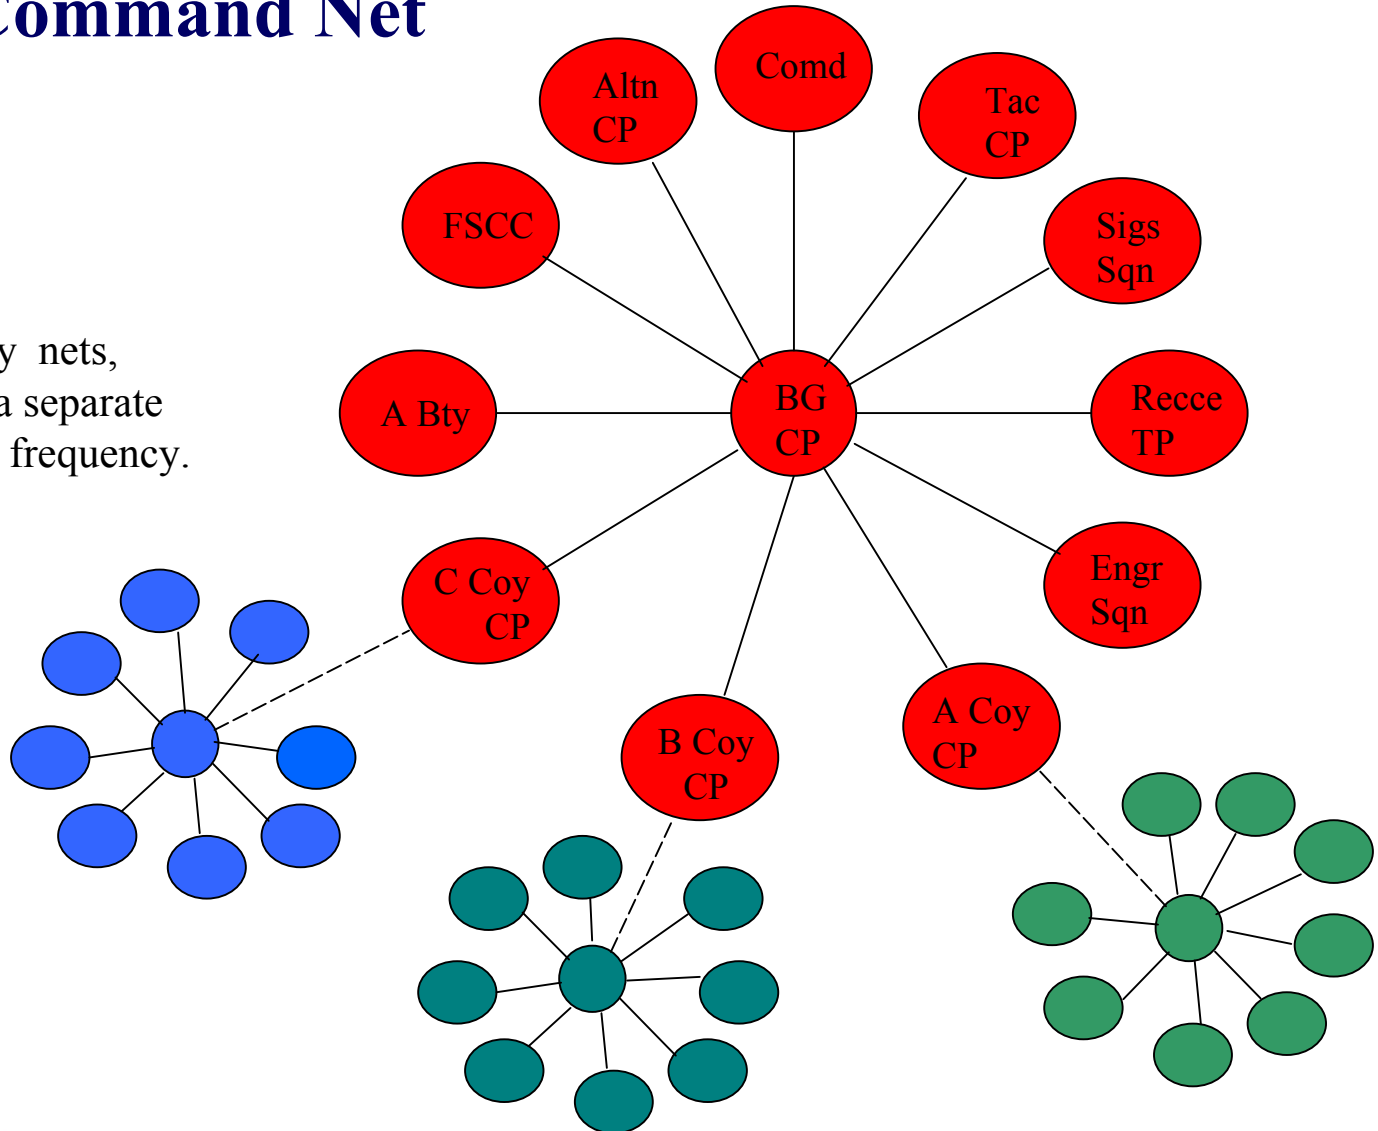 Command Net
Comd
Altn
CP
Tac
CP
FSCC
Sigs
Sqn
y nets,
a separate
frequency.
A Bty
BG
CP
Recce
TP
C Coy
CP
Engr
Sqn
B Coy
CP
A Coy
CP